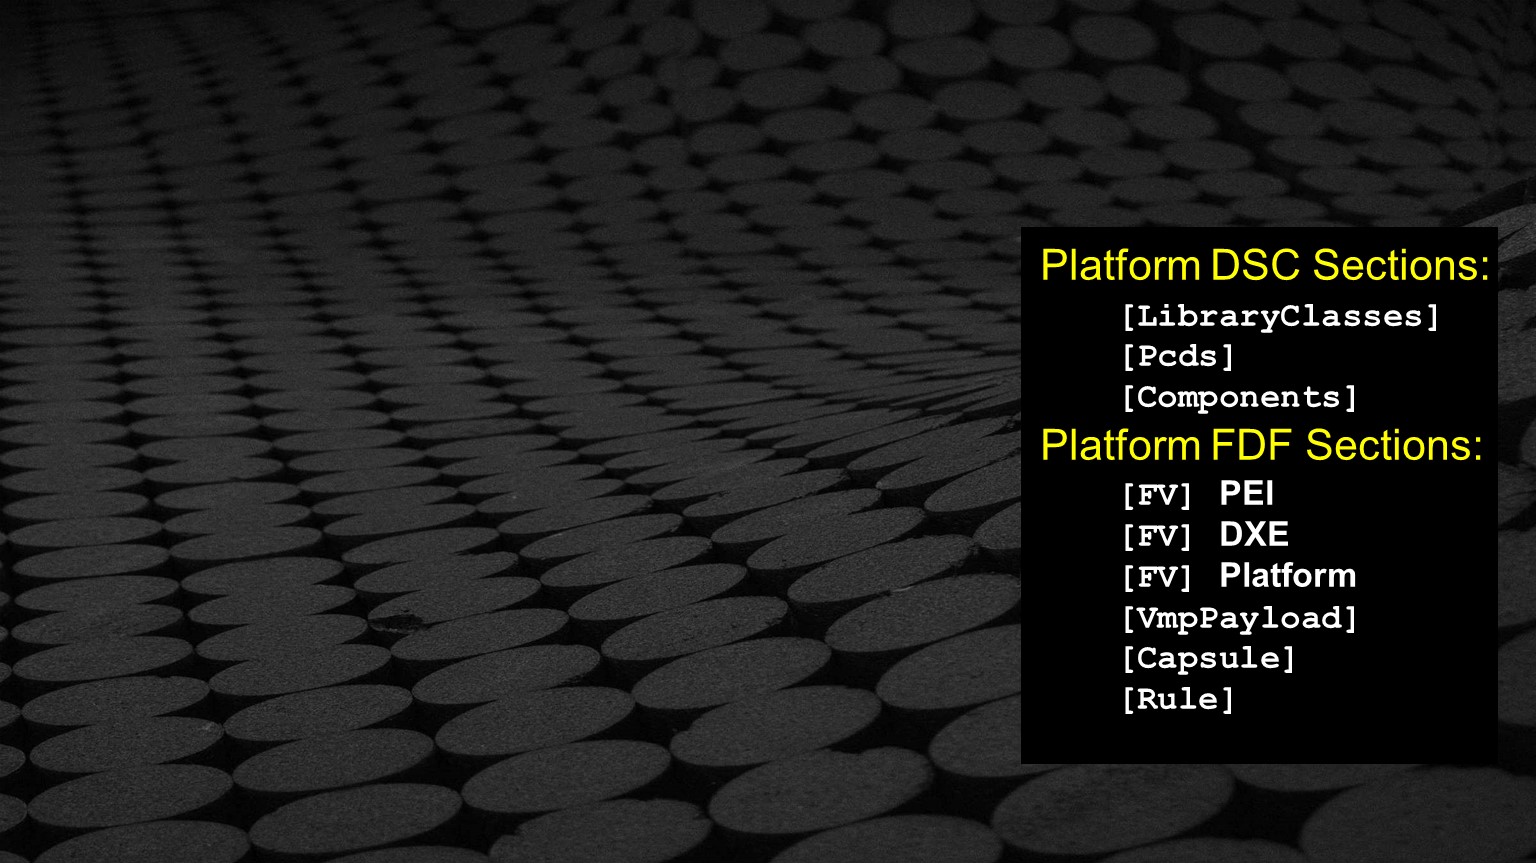 Platform DSC Sections:
[LibraryClasses]
[Pcds]
[Components]
Platform FDF Sections:
[FV] PEI
[FV] DXE
[FV] Platform
[VmpPayload]
[Capsule]
[Rule]